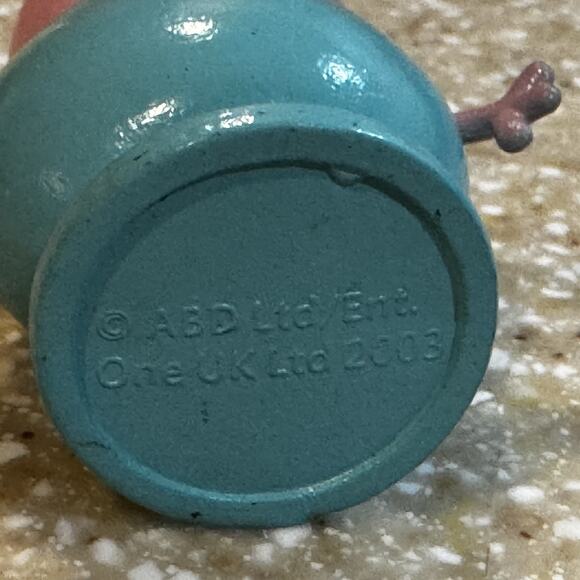 © ABD Ltd/Ent.
One UK Ltd 2003